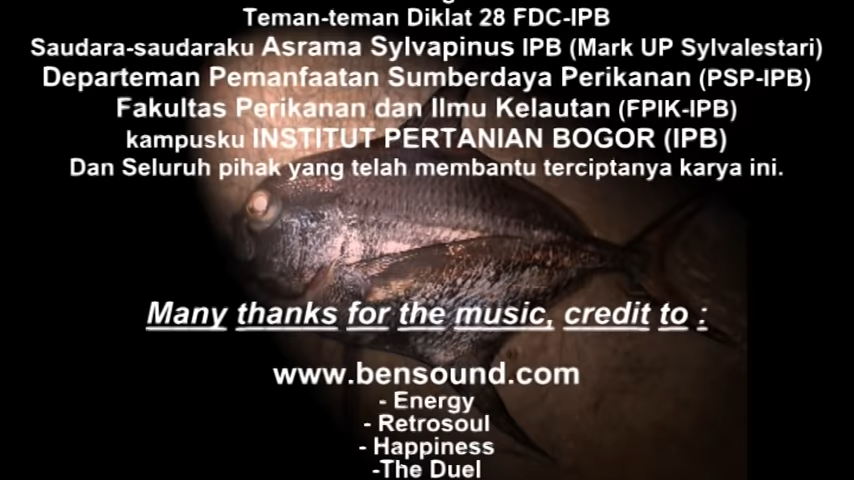 Teman-teman Diklat 28 FDC-IPB
Saudara-saudaraku Asrama Sylvapinus IPB (Mark UP Sylvalestari)
Departeman Pemanfaatan Sumberdaya Perikanan (PSP-IPB)
Fakultas Perikanan dan Ilmu Kelautan (FPIK-IPB)
kampusku INSTITUT PERTANIAN BOGOR (IPB)
Dan Seluruh pihak yang telah membantu terciptanya karya ini.
Many thanks for the music, credit to :
www.bensound.com
- Energy
- Retrosoul
- Happiness
-The Duel